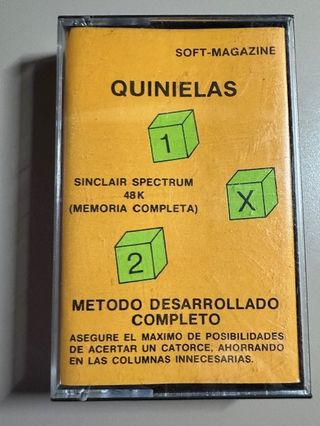 SOFT-MAGAZINE
QUINIELAS
1
SINCLAIR SPECTRUM
48K
(MEMORIA COMPLETA)
X
2
METODO DESARROLLADO
COMPLETO
ASEGURE EL MAXIMO DE POSIBILIDADES
DE ACERTAR UN CATORCE, AHORRANDO
EN LAS COLUMNAS INNECESARIAS.